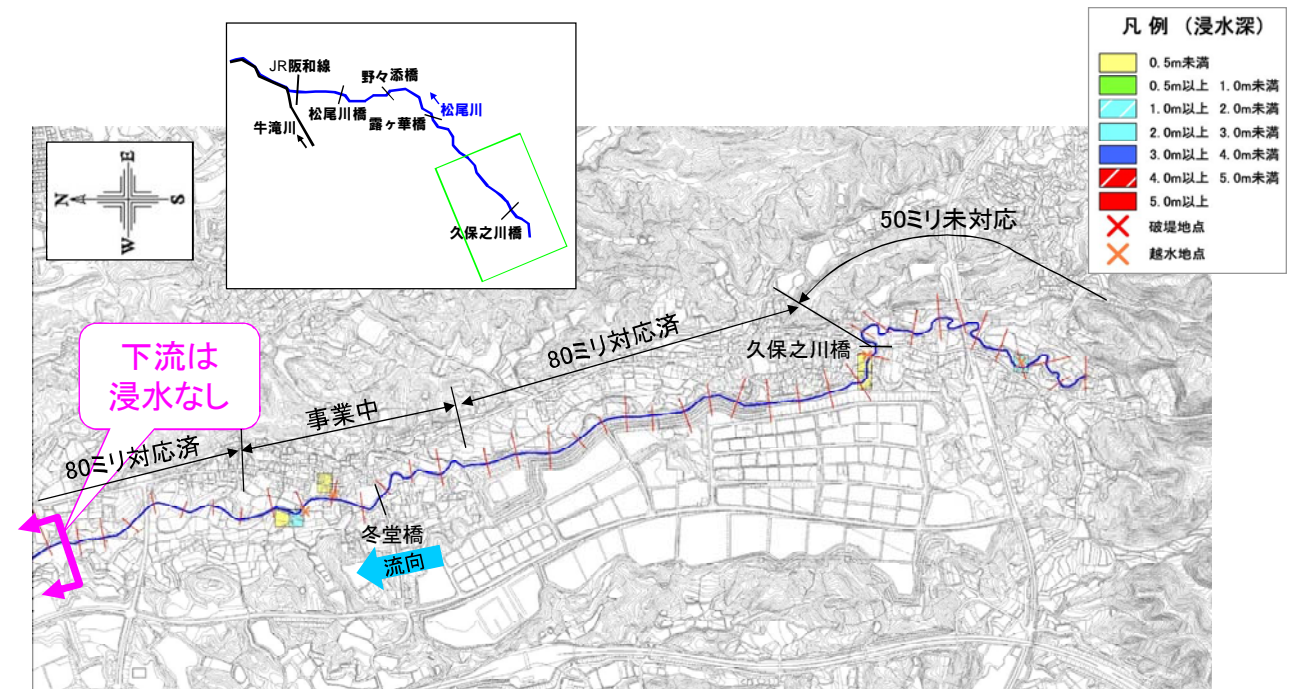 凡 例 （浸水深）
0.5m未満
0.5m以上 1.0m未満
1.0m以上 2.0m未満
2.0m以上 3.0m未満
3.0m以上 4.0m未満
4.0m以上 5.0m未満
5.0m以上
破堤地点
越水地点
JR阪和線
野々添橋
松尾川橋
松尾川
露ヶ華橋
牛滝川
久保之川橋
E
N
S
W
50ミリ未対応
80ミリ対応済
久保之川橋
下流は
浸水なし
事業中
80ミリ対応済
冬堂橋
流向